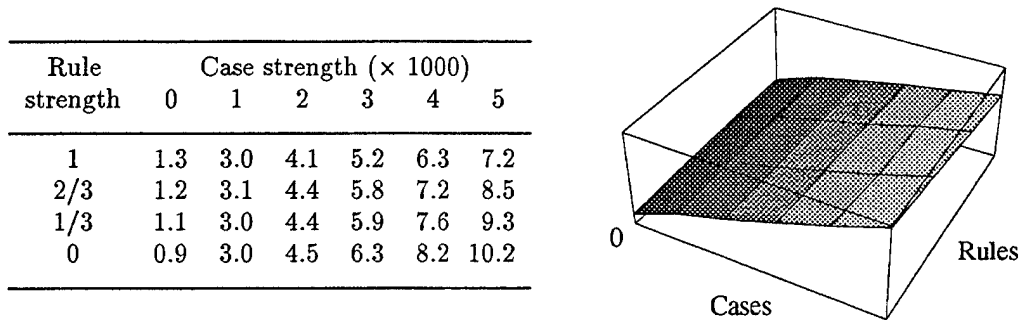 Rule Case strength (× 1000)
strength 0 1 2 3 4 5
1 1.3 3.0 4.1 5.2 6.3 7.2
2/3 1.2 3.1 4.4 5.8 7.2 8.5
1/3 1.1 3.0 4.4 5.9 7.6 9.3
0 0.9 3.0 4.5 6.3 8.2 10.2
0
Rules
Cases